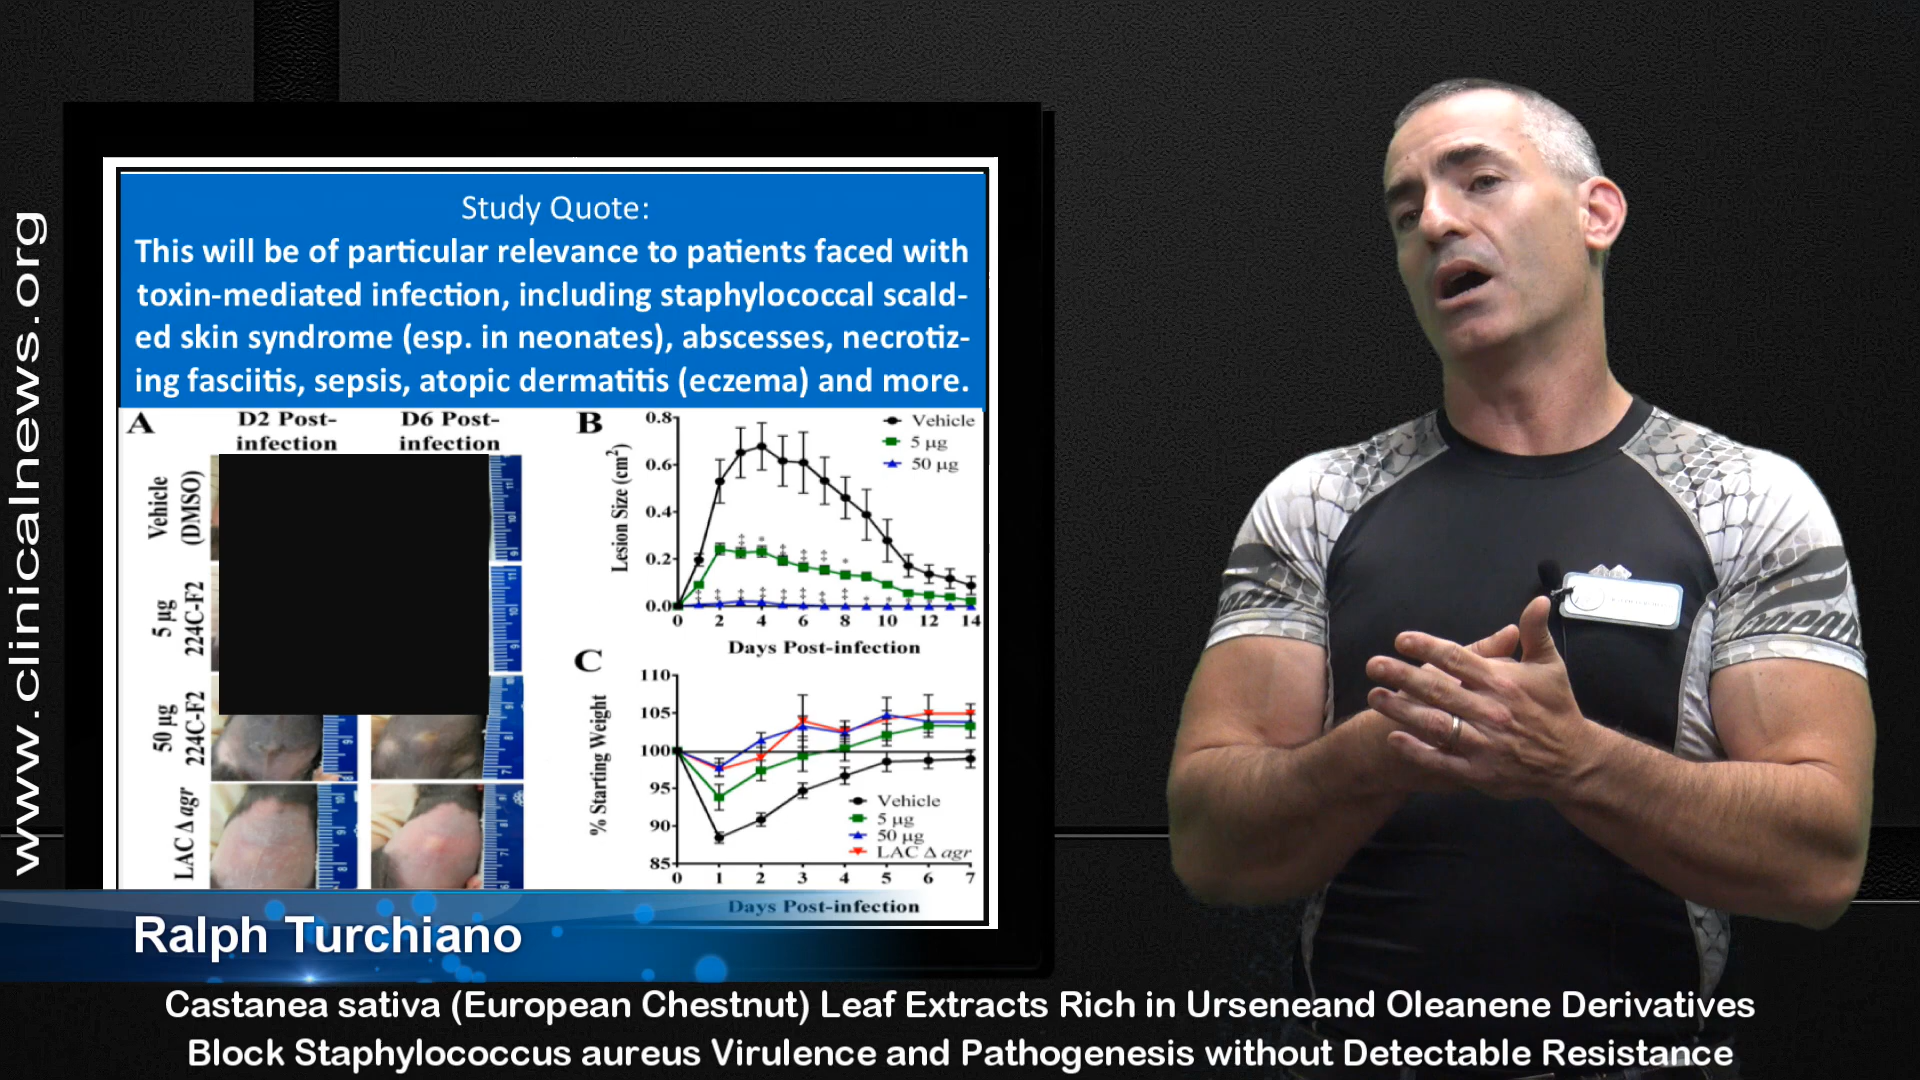 www.clinicalnews.org
Study Quote:
This will be of particular relevance to patients faced with
toxin-mediated infection, including staphylococcal scald-
ed skin syndrome (esp. in neonates), abscesses, necrotiz-
ing fasciitis, sepsis, atopic dermatitis (eczema) and more.
A
D2 Post-
infection
D6 Post-
infection
Vehicle
(DMSO)
5 µg
224C-F2
50 µg
224C-F2
LAC Δ agr
B
Lesion Size (cm²)
0.8
0.6
0.4
0.2
0.0
0 2 4 6 8 10 12 14
Days Post-infection
Vehicle
5 µg
50 µg
C
% Starting Weight
110
105
100
95
90
85
0 1 2 3 4 5 6 7
Days Post-infection
Vehicle
5 µg
50 µg
LAC Δ agr
Ralph Turchiano
Castanea sativa (European Chestnut) Leaf Extracts Rich in Urseneand Oleanene Derivatives
Block Staphylococcus aureus Virulence and Pathogenesis without Detectable Resistance